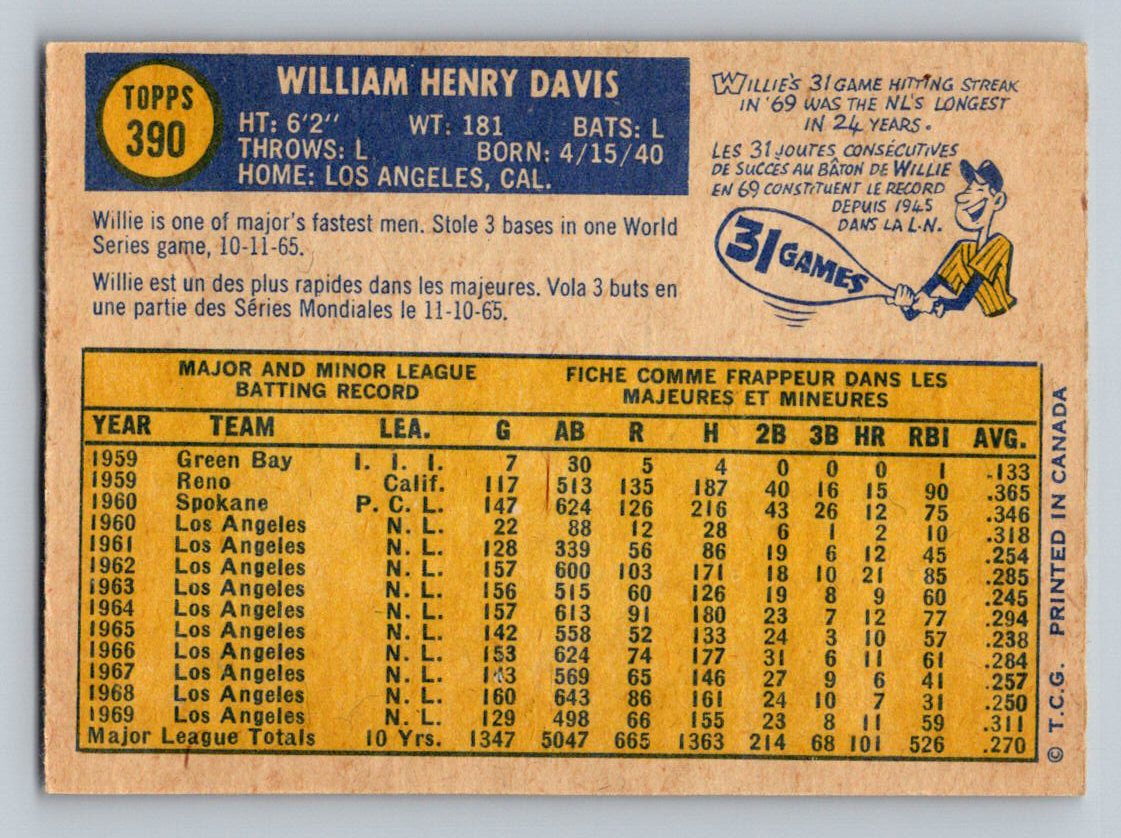 TOPPS
390
WILLIAM HENRY DAVIS
HT: 6'2" WT: 181 BATS: L
THROWS: L BORN: 4/15/40
HOME: LOS ANGELES, CAL.
Willie is one of major's fastest men. Stole 3 bases in one World
Series game, 10-11-65.
Willie est un des plus rapides dans les majeures. Vola 3 buts en
une partie des Séries Mondiales le 11-10-65.
WILLIE'S 31 GAME HITTING STREAK
IN '69 WAS THE NL'S LONGEST
IN 24 YEARS.
LES 31 JOUTES CONSÉCUTIVES
DE SUCCÈS AU BÂTON DE WILLIE
EN 69 CONSTITUENT LE RECORD
DEPUIS 1945
DANS LA L.N.
31 GAMES
MAJOR AND MINOR LEAGUE
BATTING RECORD
FICHE COMME FRAPPEUR DANS LES
MAJEURES ET MINEURES
YEAR TEAM LEA. G AB R H 2B 3B HR RBI AVG.
1959 Green Bay I. I. I. 7 30 5 4 0 0 0 1 .133
1959 Reno Calif. 117 513 135 187 40 16 15 90 .365
1960 Spokane P. C. L. 147 624 126 216 43 26 12 75 .346
1960 Los Angeles N. L. 22 88 12 28 6 1 2 10 .318
1961 Los Angeles N. L. 128 339 56 86 19 6 12 45 .254
1962 Los Angeles N. L. 157 600 103 171 18 10 21 85 .285
1963 Los Angeles N. L. 156 515 60 126 19 8 9 60 .245
1964 Los Angeles N. L. 157 613 91 180 23 7 12 77 .294
1965 Los Angeles N. L. 142 558 52 133 24 3 10 57 .238
1966 Los Angeles N. L. 153 624 74 177 31 6 11 61 .284
1967 Los Angeles N. L. 143 569 65 146 27 9 6 41 .257
1968 Los Angeles N. L. 160 643 86 161 24 10 7 31 .250
1969 Los Angeles N. L. 129 498 66 155 23 8 11 59 .311
Major League Totals 10 Yrs. 1347 5047 665 1363 214 68 101 526 .270
© T.C.G. PRINTED IN CANADA